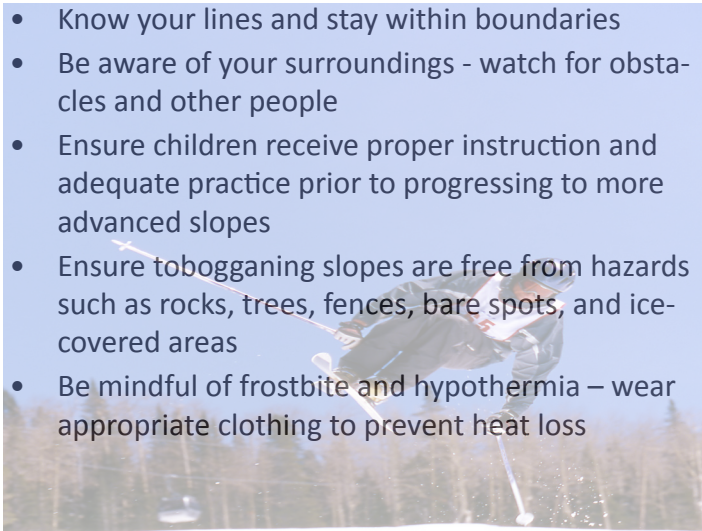 • Know your lines and stay within boundaries
• Be aware of your surroundings - watch for obsta-
cles and other people
• Ensure children receive proper instruction and
adequate practice prior to progressing to more
advanced slopes
• Ensure tobogganing slopes are free from hazards
such as rocks, trees, fences, bare spots, and ice-
covered areas
• Be mindful of frostbite and hypothermia – wear
appropriate clothing to prevent heat loss